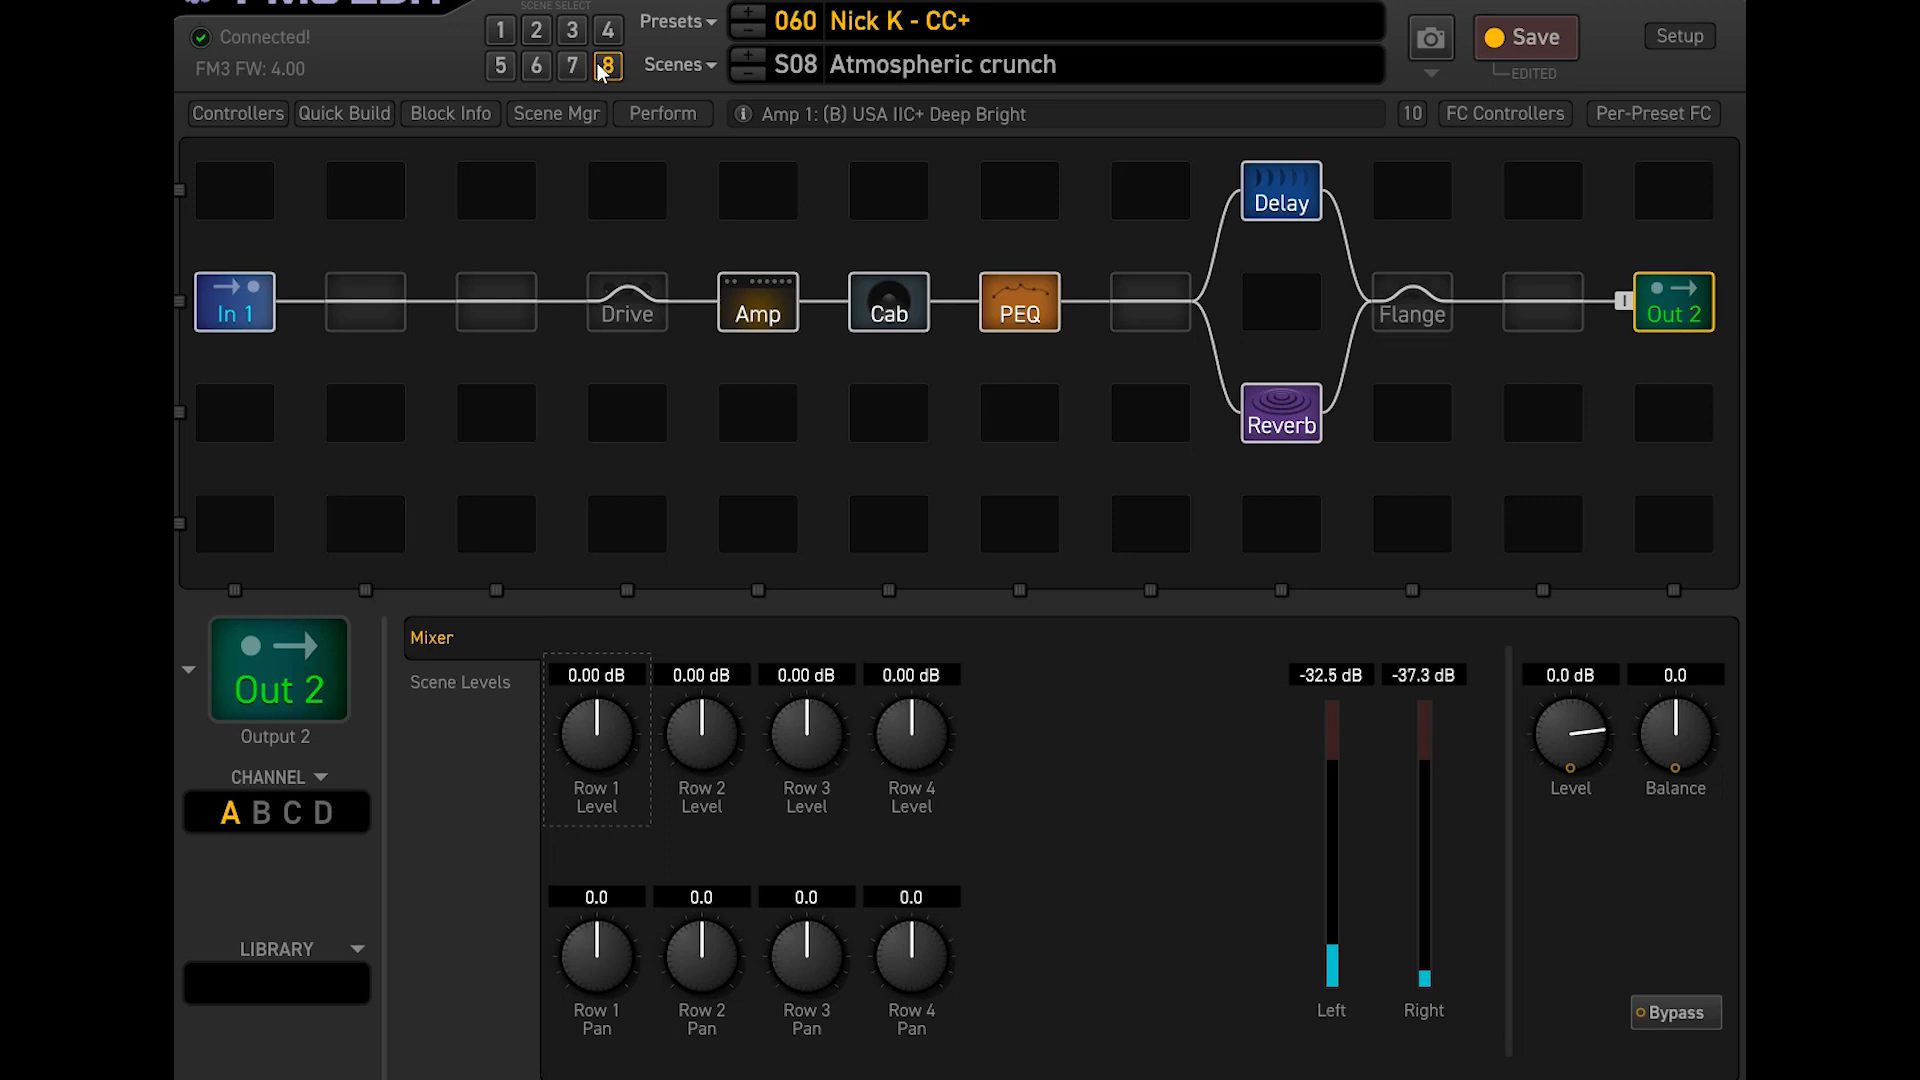 SCENE SELECT
Connected!
FM3 FW: 4.00
1 2 3 4
5 6 7 8
Presets
060 Nick K - CC+
Scenes
S08 Atmospheric crunch
Save
EDITED
Setup
Controllers Quick Build Block Info Scene Mgr Perform
Amp 1: (B) USA IIC+ Deep Bright
10 FC Controllers Per-Preset FC
Delay
In 1 Drive Amp Cab PEQ Flange Out 2
Reverb
Out 2
Output 2
CHANNEL
A B C D
LIBRARY
Mixer
Scene Levels
0.00 dB 0.00 dB 0.00 dB 0.00 dB
Row 1 Level
Row 2 Level
Row 3 Level
Row 4 Level
0.0 0.0 0.0 0.0
Row 1 Pan
Row 2 Pan
Row 3 Pan
Row 4 Pan
-32.5 dB -37.3 dB
Left Right
0.0 dB 0.0
Level Balance
Bypass